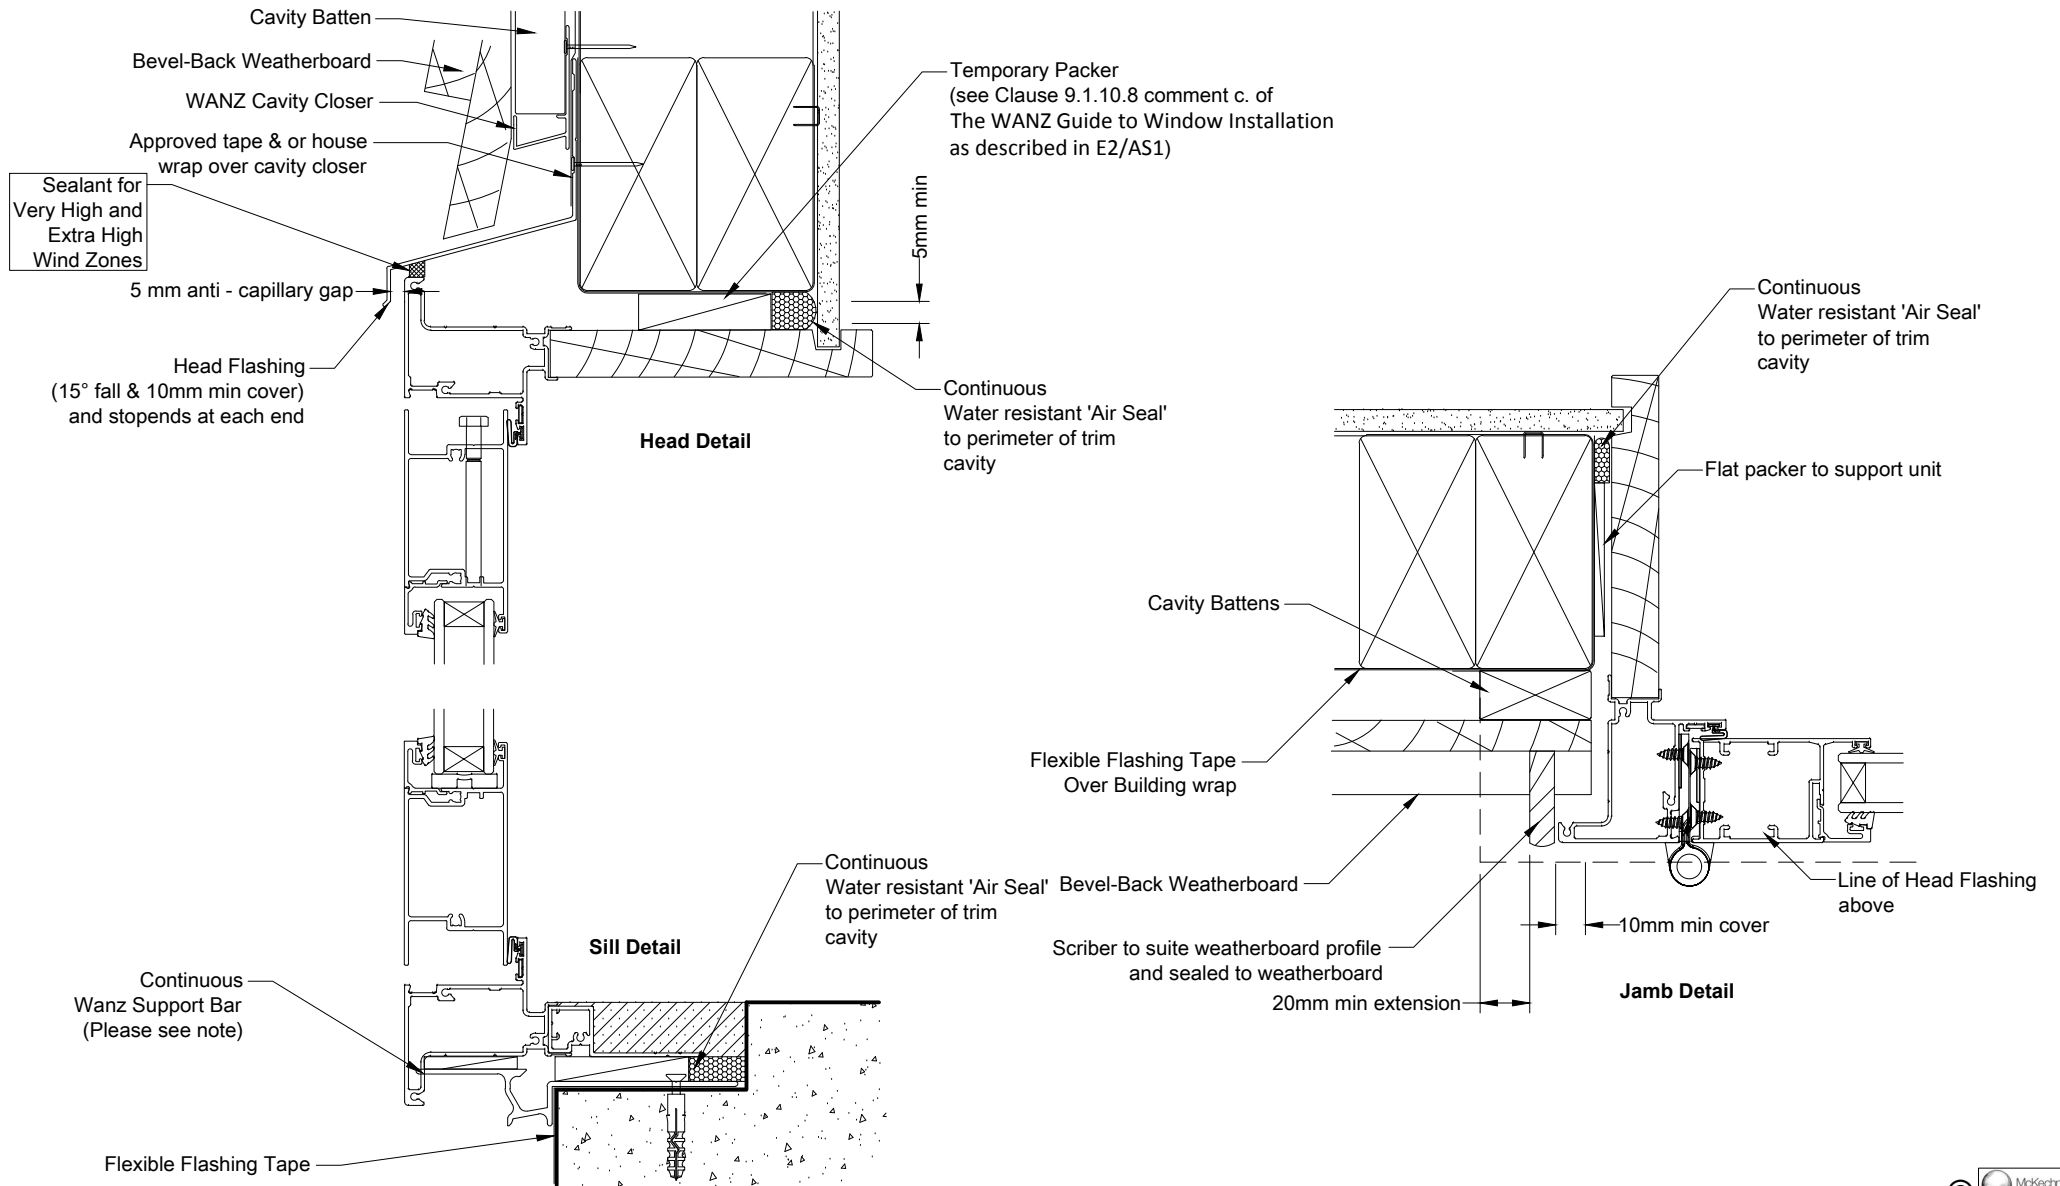 Cavity Batten
Bevel-Back Weatherboard
WANZ Cavity Closer
Approved tape & or house
wrap over cavity closer
Sealant for
Very High and
Extra High
Wind Zones
5 mm anti - capillary gap
Head Flashing
(15° fall & 10mm min cover)
and stopends at each end
Temporary Packer
(see Clause 9.1.10.8 comment c. of
The WANZ Guide to Window Installation
as described in E2/AS1)
5mm min
Continuous
Water resistant 'Air Seal'
to perimeter of trim
cavity
Head Detail
Continuous
Water resistant 'Air Seal'
to perimeter of trim
cavity
Flat packer to support unit
Cavity Battens
Flexible Flashing Tape
Over Building wrap
Bevel-Back Weatherboard
Scriber to suite weatherboard profile
and sealed to weatherboard
20mm min extension
10mm min cover
Line of Head Flashing
above
Jamb Detail
Continuous
Water resistant 'Air Seal'
to perimeter of trim
cavity
Sill Detail
Continuous
Wanz Support Bar
(Please see note)
Flexible Flashing Tape